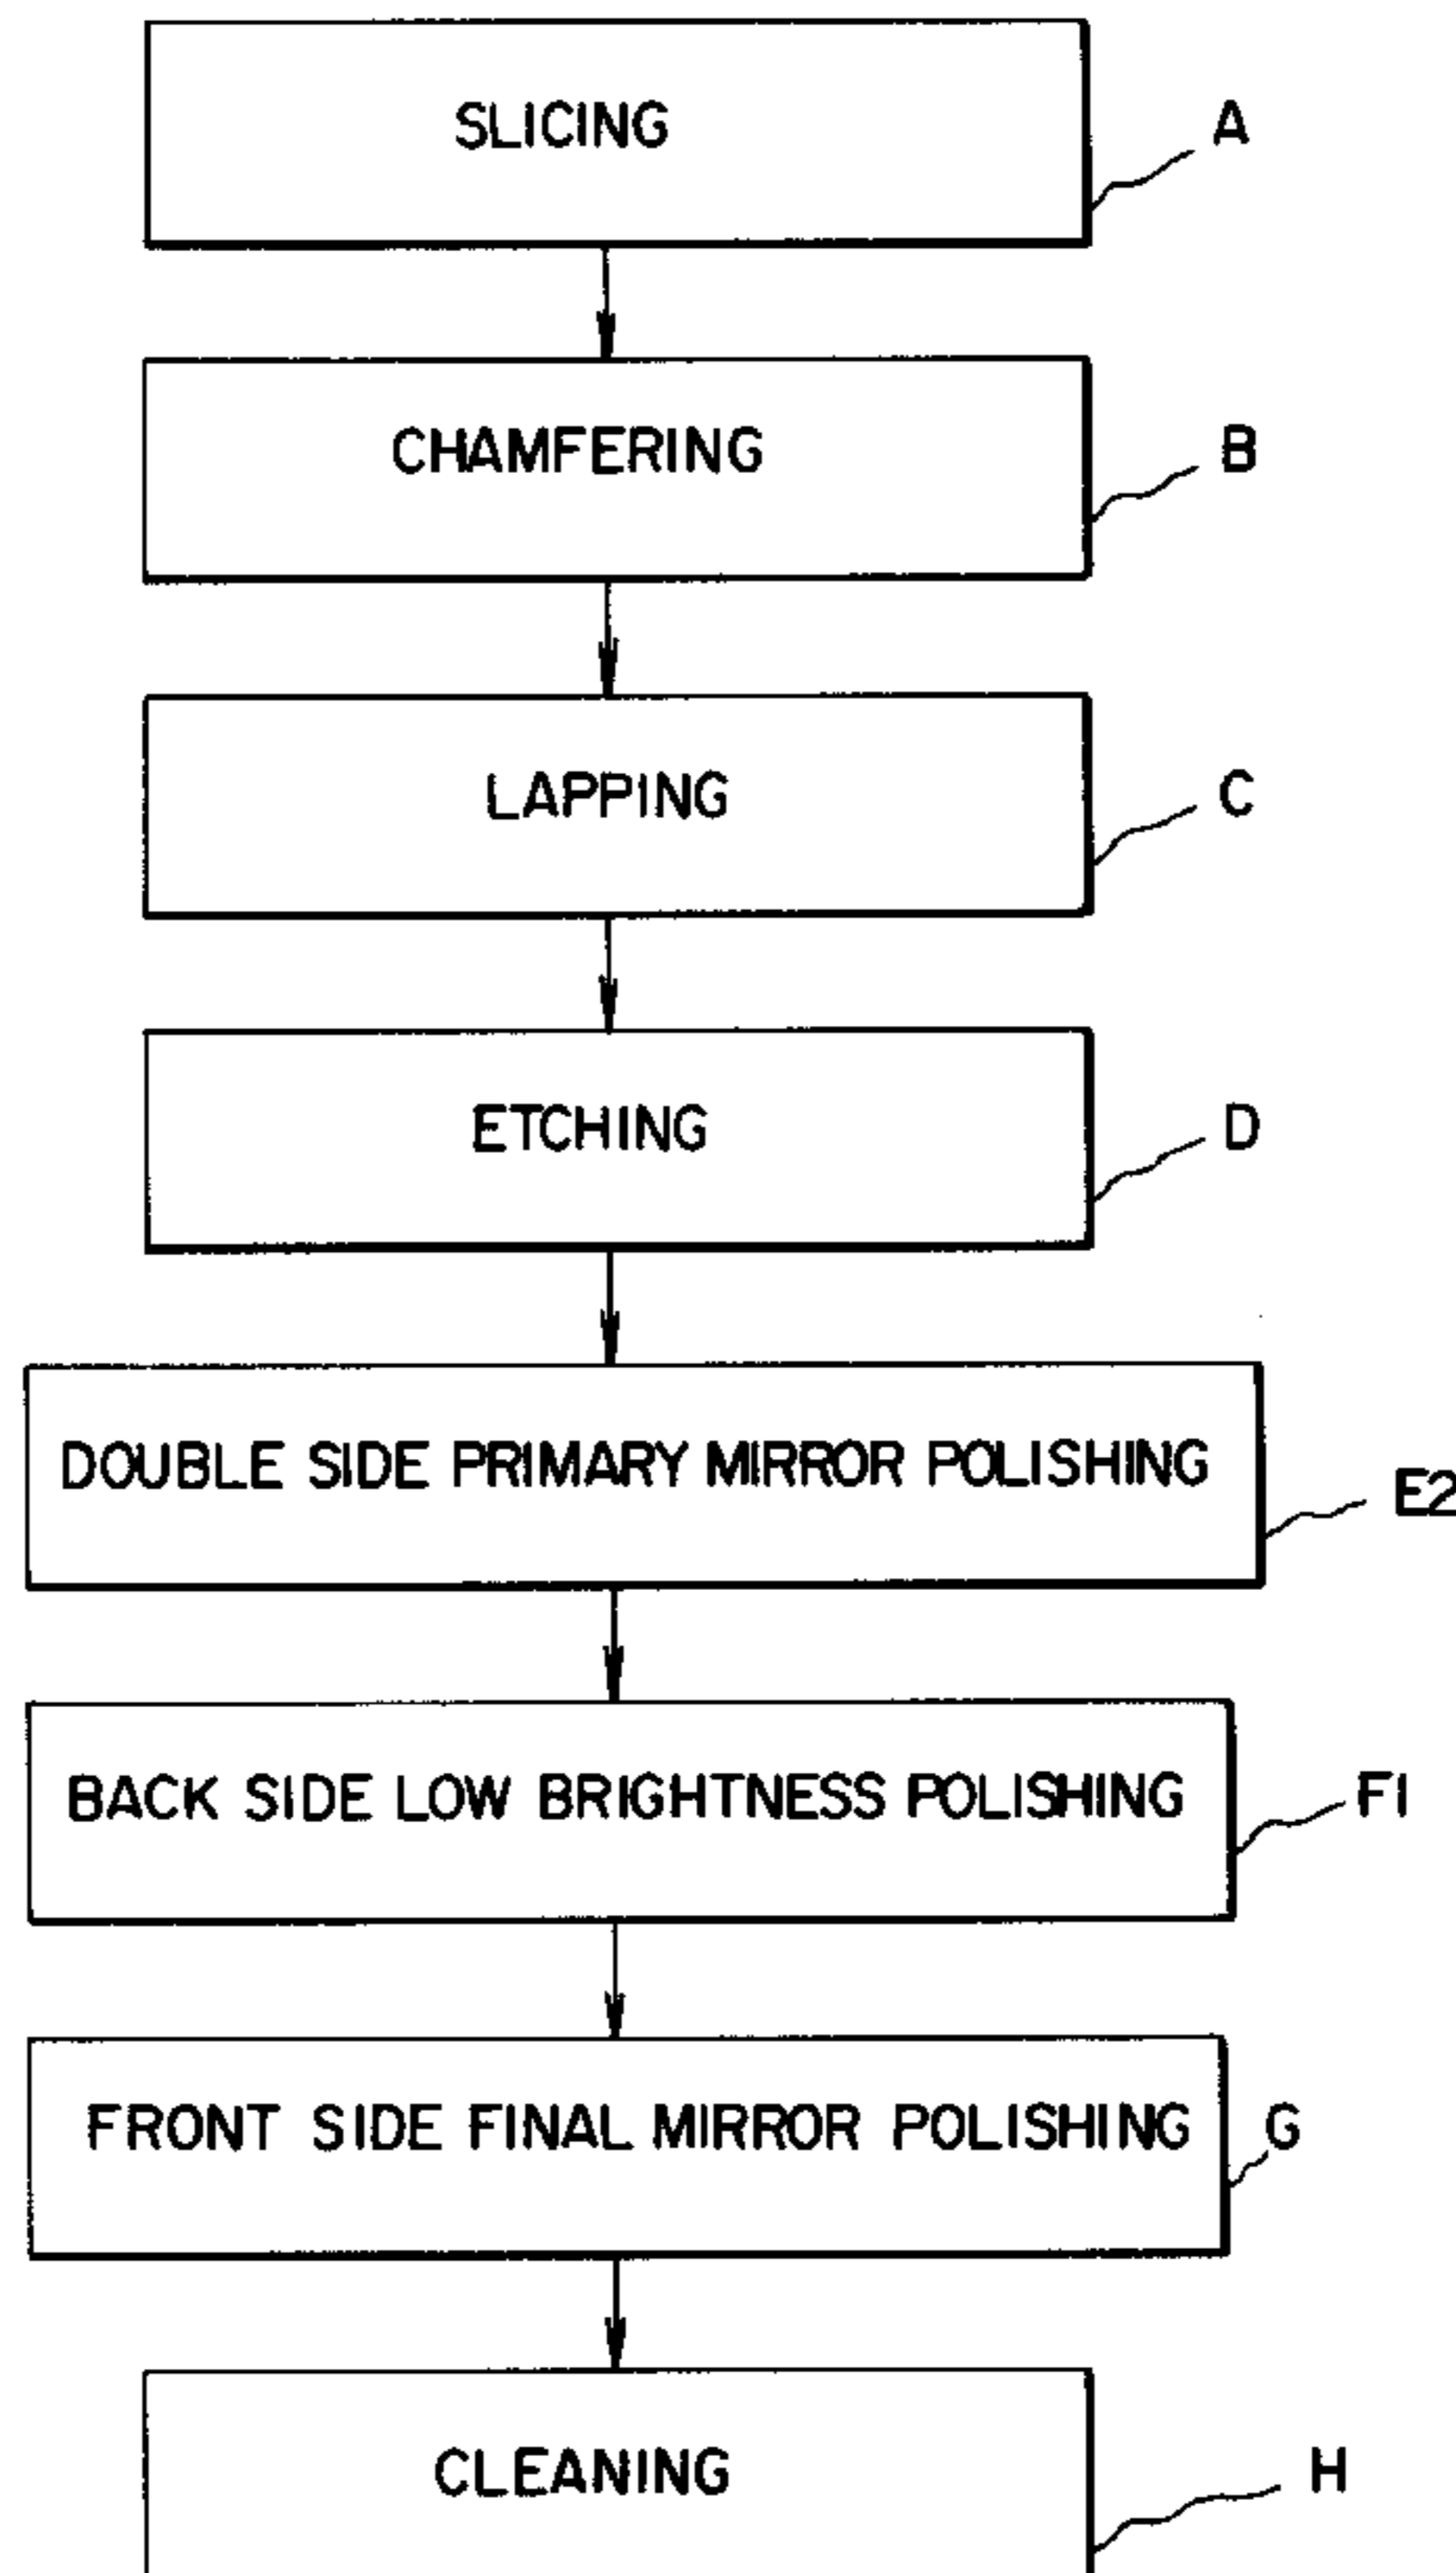 SLICING
A
CHAMFERING
B
LAPPING
C
ETCHING
D
DOUBLE SIDE PRIMARY MIRROR POLISHING
E2
BACK SIDE LOW BRIGHTNESS POLISHING
F1
FRONT SIDE FINAL MIRROR POLISHING
G
CLEANING
H